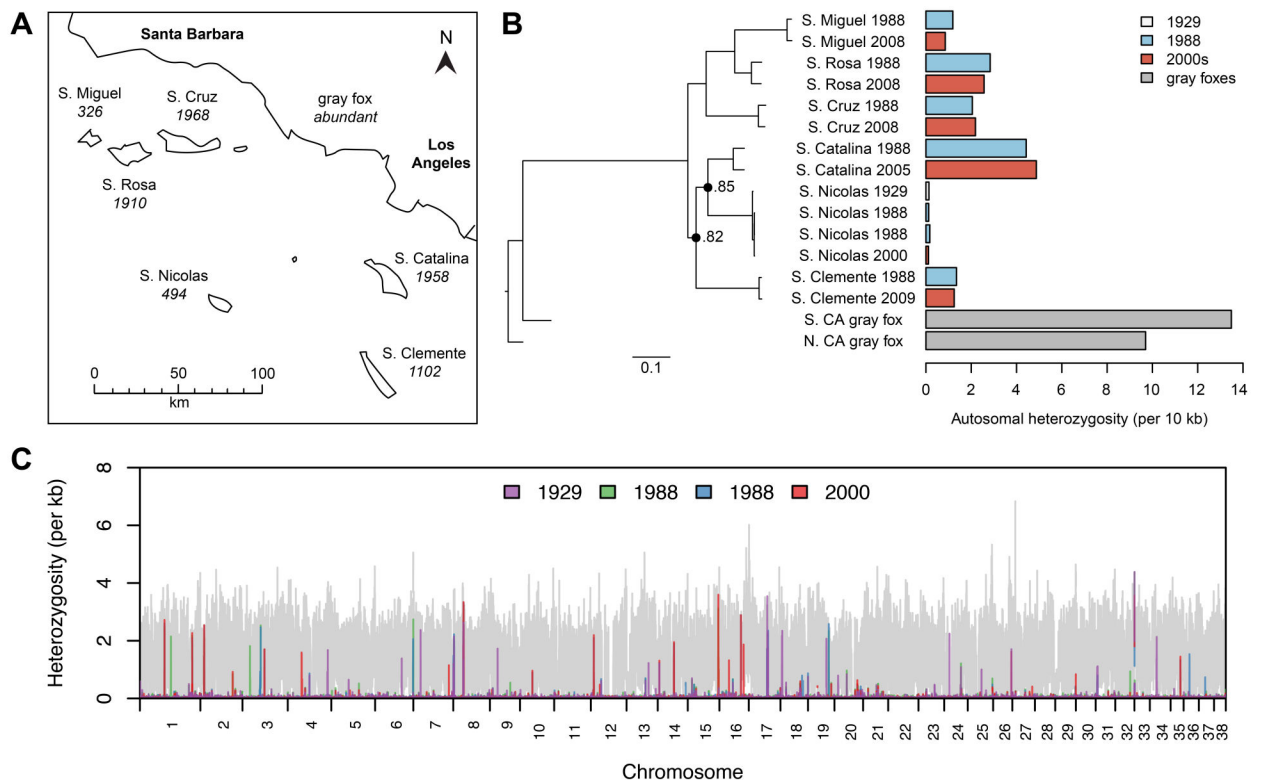 A
Santa Barbara
N
S. Miguel
326
S. Cruz
1968
gray fox
abundant
Los
Angeles
S. Rosa
1910
S. Nicolas
494
S. Catalina
1958
S. Clemente
1102
0 50 100
km
B
S. Miguel 1988
S. Miguel 2008
S. Rosa 1988
S. Rosa 2008
S. Cruz 1988
S. Cruz 2008
S. Catalina 1988
S. Catalina 2005
S. Nicolas 1929
S. Nicolas 1988
S. Nicolas 1988
S. Nicolas 2000
S. Clemente 1988
S. Clemente 2009
S. CA gray fox
N. CA gray fox
.85
.82
0.1
1929
1988
2000s
gray foxes
0 2 4 6 8 10 12 14
Autosomal heterozygosity (per 10 kb)
C
Heterozygosity (per kb)
8
6
4
2
0
1929 1988 1988 2000
1 2 3 4 5 6 7 8 9 10 11 12 13 14 15 16 17 18 19 20 21 22 23 24 25 26 27 28 29 30 31 32 33 34 35 36 37 38
Chromosome